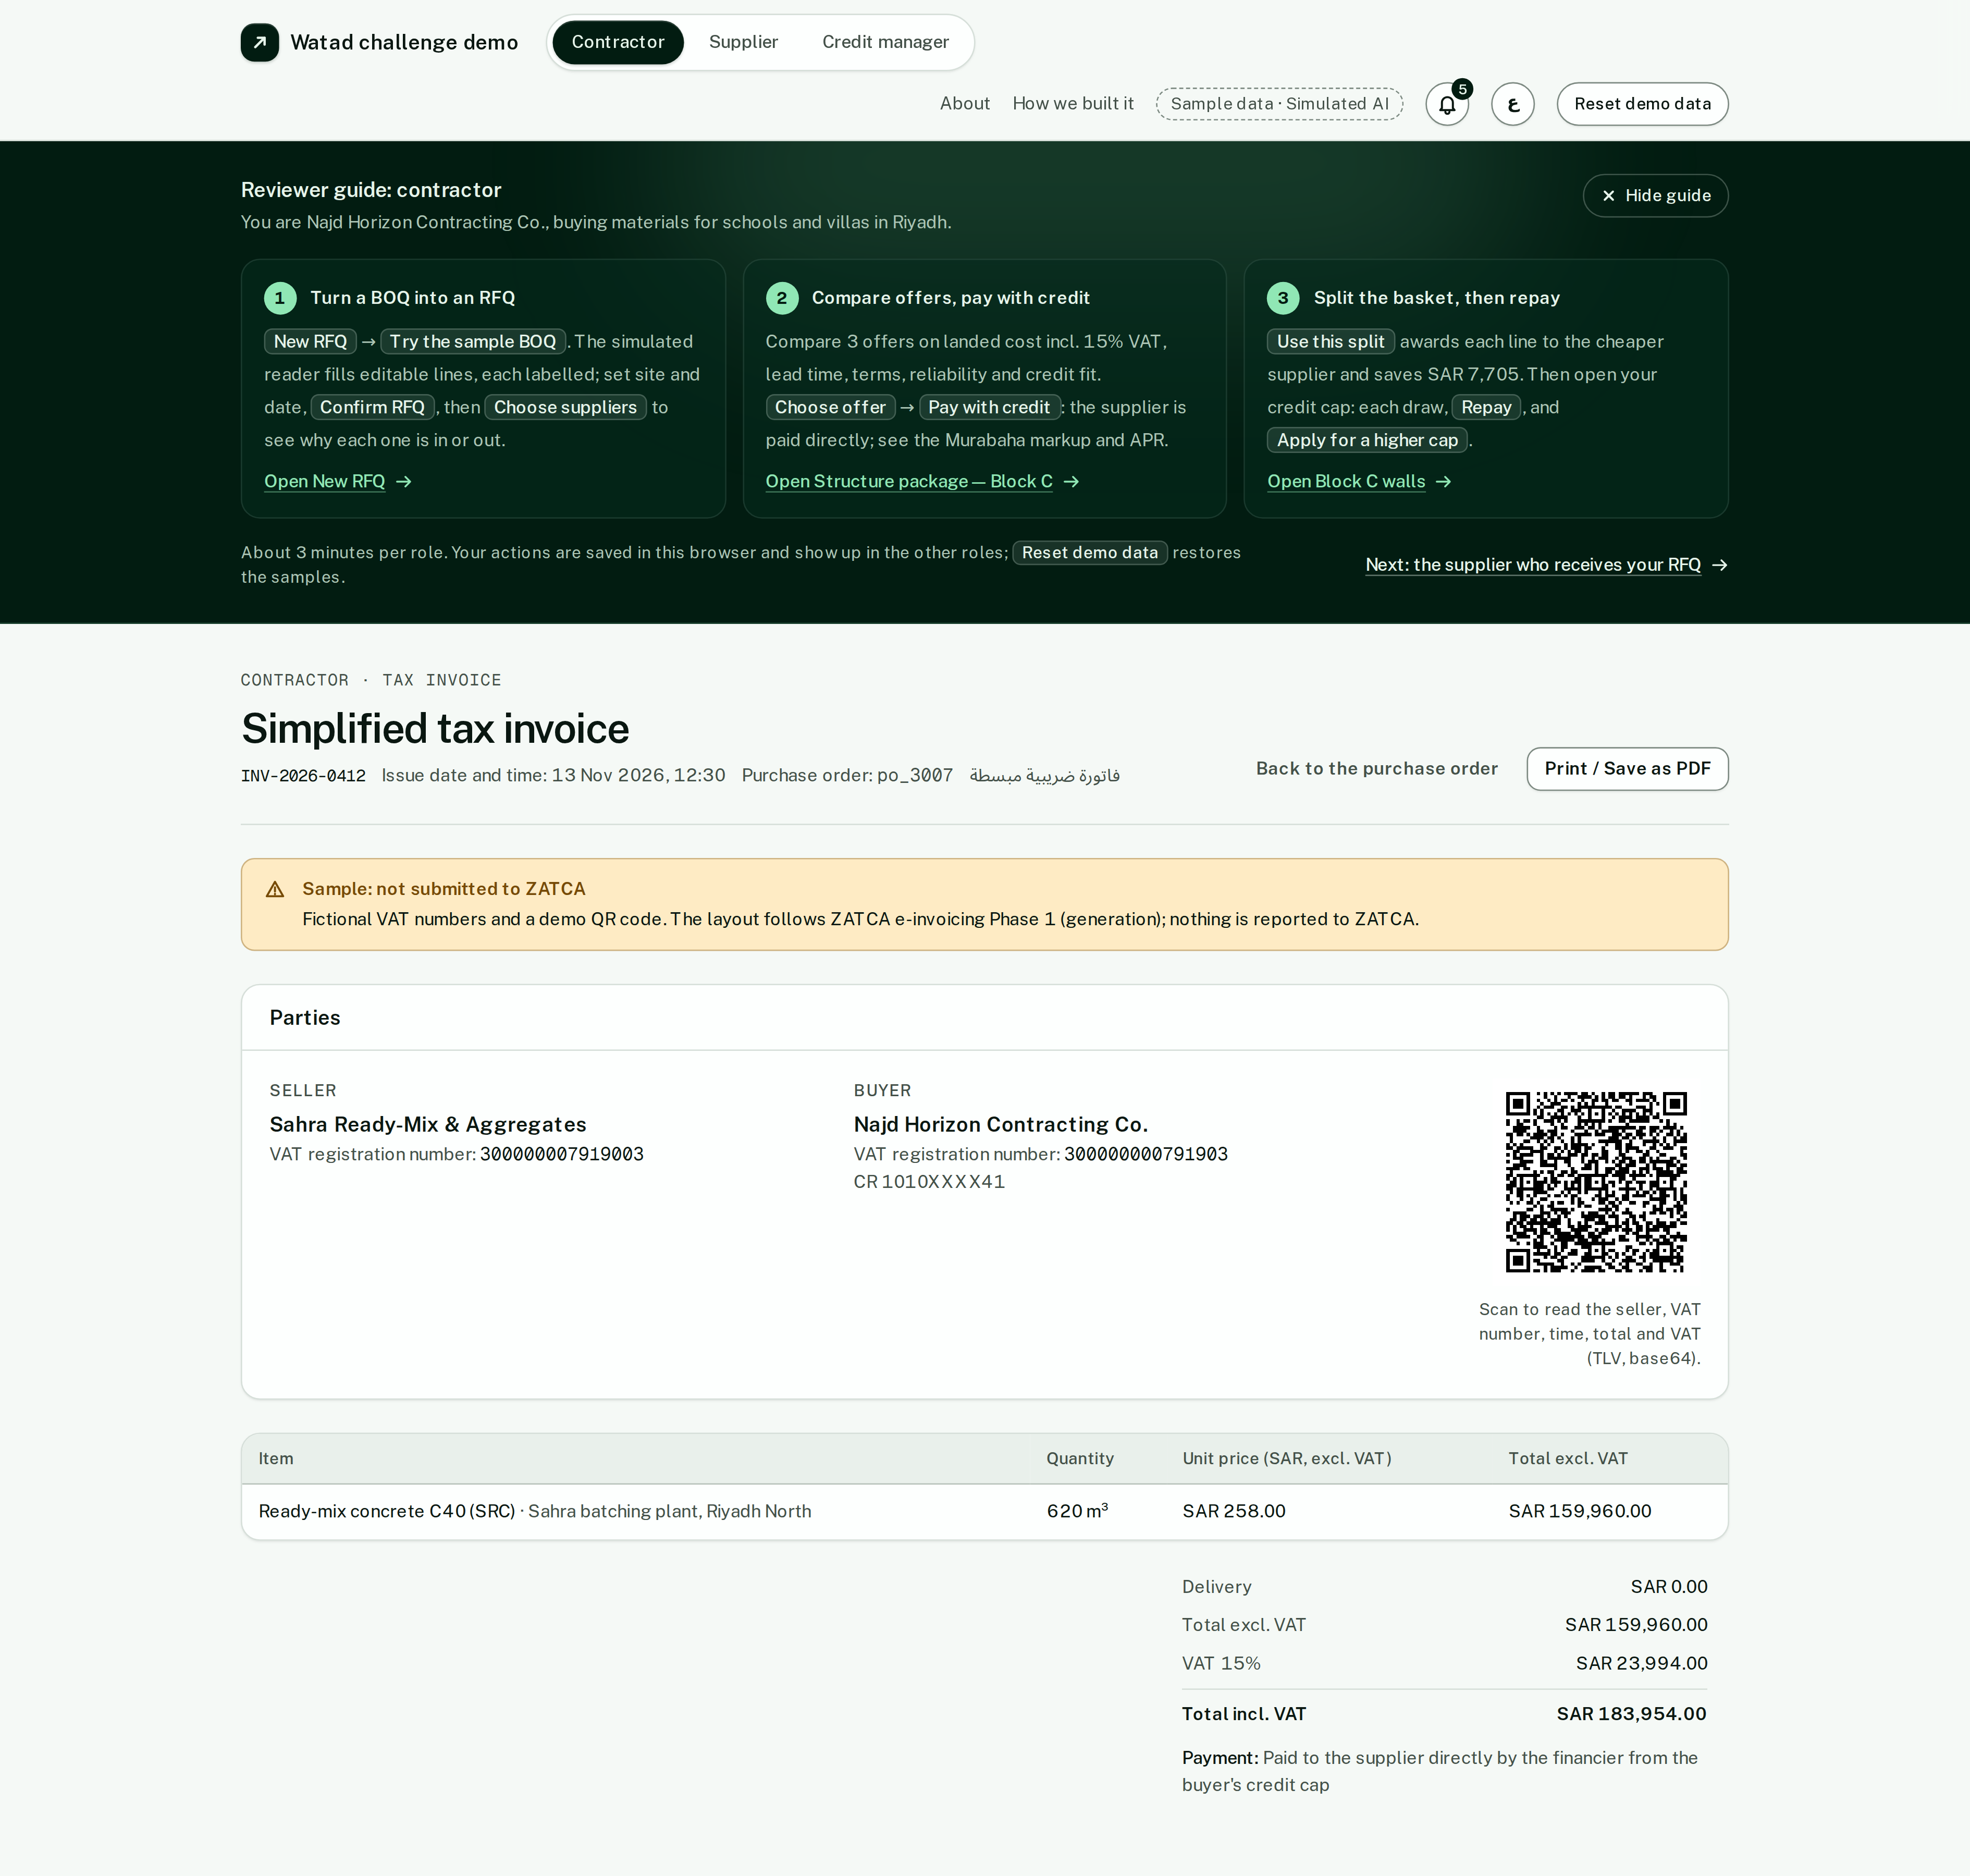 Watad challenge demo
Contractor
Supplier
Credit manager
About
How we built it
Sample data · Simulated AI
5
ع
Reset demo data
Reviewer guide: contractor
You are Najd Horizon Contracting Co., buying materials for schools and villas in Riyadh.
Hide guide
1 Turn a BOQ into an RFQ
New RFQ → Try the sample BOQ. The simulated
reader fills editable lines, each labelled; set site and
date, Confirm RFQ, then Choose suppliers to
see why each one is in or out.
Open New RFQ →
2 Compare offers, pay with credit
Compare 3 offers on landed cost incl. 15% VAT,
lead time, terms, reliability and credit fit.
Choose offer → Pay with credit: the supplier is
paid directly; see the Murabaha markup and APR.
Open Structure package — Block C →
3 Split the basket, then repay
Use this split awards each line to the cheaper
supplier and saves SAR 7,705. Then open your
credit cap: each draw, Repay, and
Apply for a higher cap.
Open Block C walls →
About 3 minutes per role. Your actions are saved in this browser and show up in the other roles; Reset demo data restores
the samples.
Next: the supplier who receives your RFQ →
CONTRACTOR · TAX INVOICE
Simplified tax invoice
INV-2026-0412 Issue date and time: 13 Nov 2026, 12:30 Purchase order: po_3007 فاتورة ضريبية مبسطة
Back to the purchase order
Print / Save as PDF
Sample: not submitted to ZATCA
Fictional VAT numbers and a demo QR code. The layout follows ZATCA e-invoicing Phase 1 (generation); nothing is reported to ZATCA.
Parties
SELLER
Sahra Ready-Mix & Aggregates
VAT registration number: 300000007919003
BUYER
Najd Horizon Contracting Co.
VAT registration number: 300000000791903
CR 1010XXXX41
Scan to read the seller, VAT
number, time, total and VAT
(TLV, base64).
Item Quantity Unit price (SAR, excl. VAT) Total excl. VAT
Ready-mix concrete C40 (SRC) · Sahra batching plant, Riyadh North 620 m³ SAR 258.00 SAR 159,960.00
Delivery SAR 0.00
Total excl. VAT SAR 159,960.00
VAT 15% SAR 23,994.00
Total incl. VAT SAR 183,954.00
Payment: Paid to the supplier directly by the financier from the
buyer's credit cap